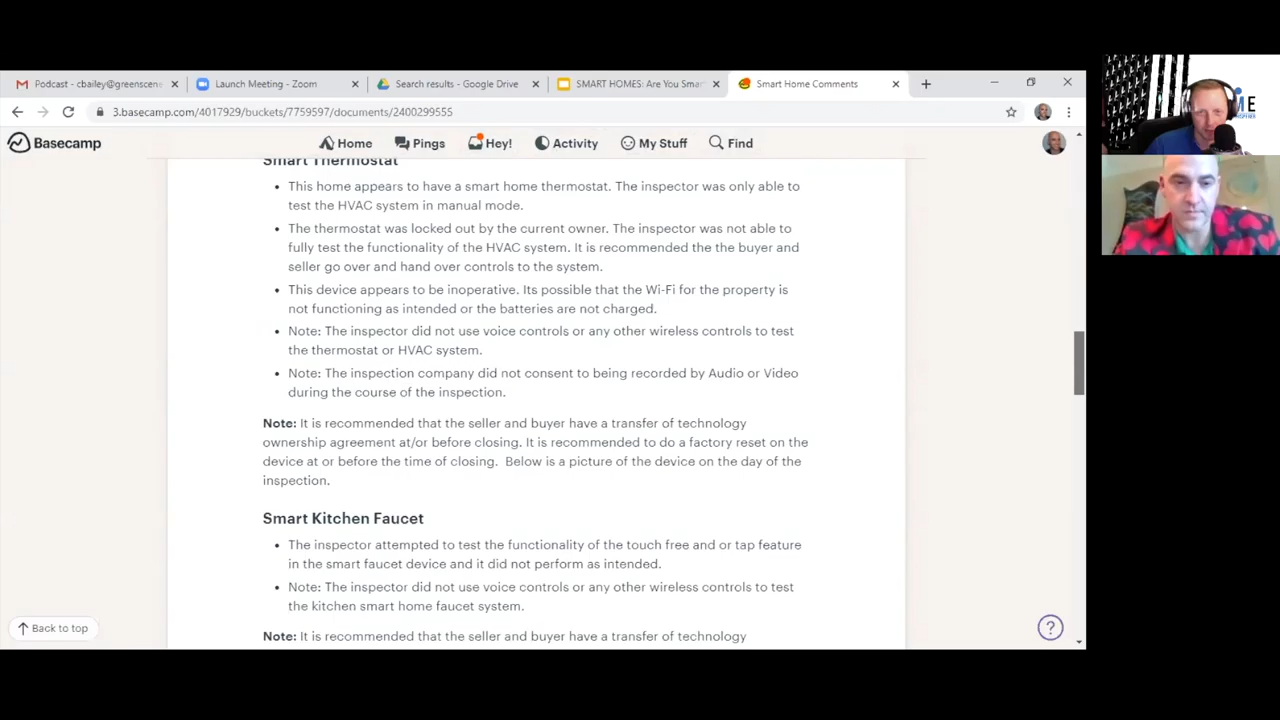 Podcast - cbailey@greenscene
Launch Meeting - Zoom
Search results - Google Drive
SMART HOMES: Are You Smar
Smart Home Comments
3.basecamp.com/4017929/buckets/7759597/documents/2400299555
Basecamp
Home
Pings
Hey!
Activity
My Stuff
Find
Smart Thermostat
• This home appears to have a smart home thermostat. The inspector was only able to
test the HVAC system in manual mode.
• The thermostat was locked out by the current owner. The inspector was not able to
fully test the functionality of the HVAC system. It is recommended the the buyer and
seller go over and hand over controls to the system.
• This device appears to be inoperative. Its possible that the Wi-Fi for the property is
not functioning as intended or the batteries are not charged.
• Note: The inspector did not use voice controls or any other wireless controls to test
the thermostat or HVAC system.
• Note: The inspection company did not consent to being recorded by Audio or Video
during the course of the inspection.
Note: It is recommended that the seller and buyer have a transfer of technology
ownership agreement at/or before closing. It is recommended to do a factory reset on the
device at or before the time of closing. Below is a picture of the device on the day of the
inspection.
Smart Kitchen Faucet
• The inspector attempted to test the functionality of the touch free and or tap feature
in the smart faucet device and it did not perform as intended.
• Note: The inspector did not use voice controls or any other wireless controls to test
the kitchen smart home faucet system.
Note: It is recommended that the seller and buyer have a transfer of technology
Back to top
?